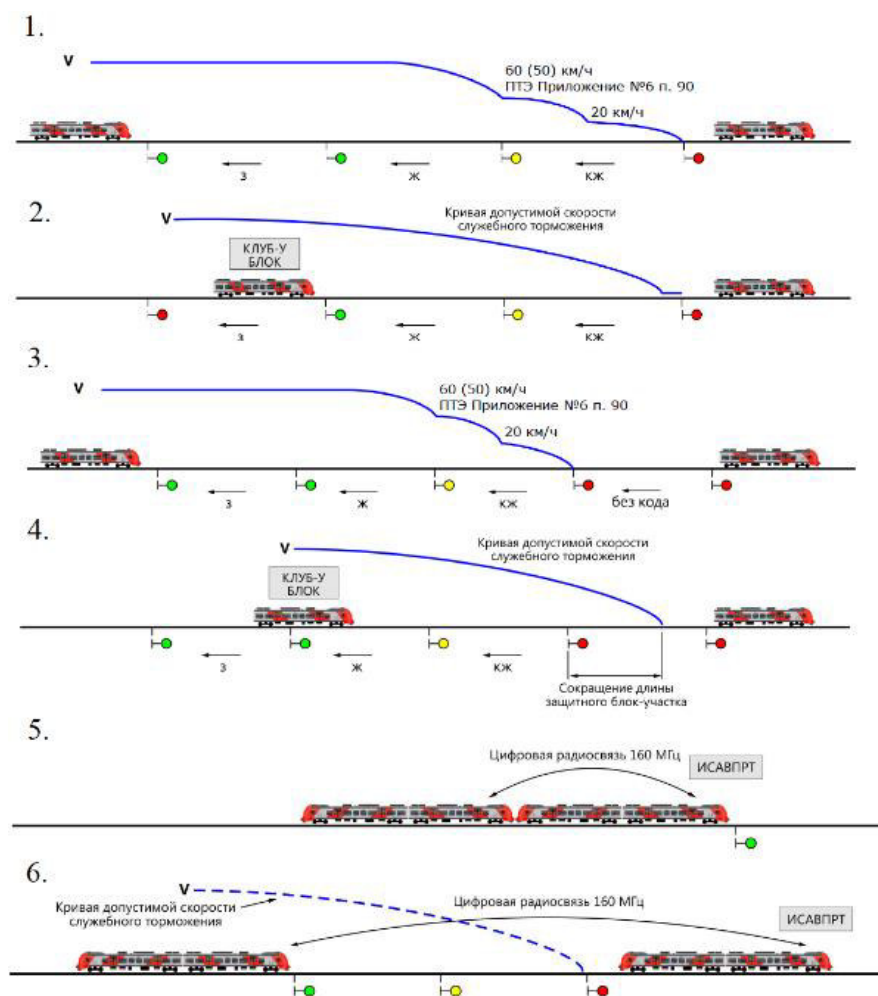 1.
V
60 (50) км/ч
ПТЭ Приложение №6 п. 90
20 км/ч
з
ж
кж
2.
V
Кривая допустимой скорости
служебного торможения
КЛУБ-У
БЛОК
з
ж
кж
3.
V
60 (50) км/ч
ПТЭ Приложение №6 п. 90
20 км/ч
з
ж
кж
без кода
4.
V
Кривая допустимой скорости
служебного торможения
КЛУБ-У
БЛОК
з
ж
кж
Сокращение длины
защитного блок-участка
5.
Цифровая радиосвязь 160 МГц
ИСАВПРТ
6.
V
Кривая допустимой скорости
служебного торможения
Цифровая радиосвязь 160 МГц
ИСАВПРТ